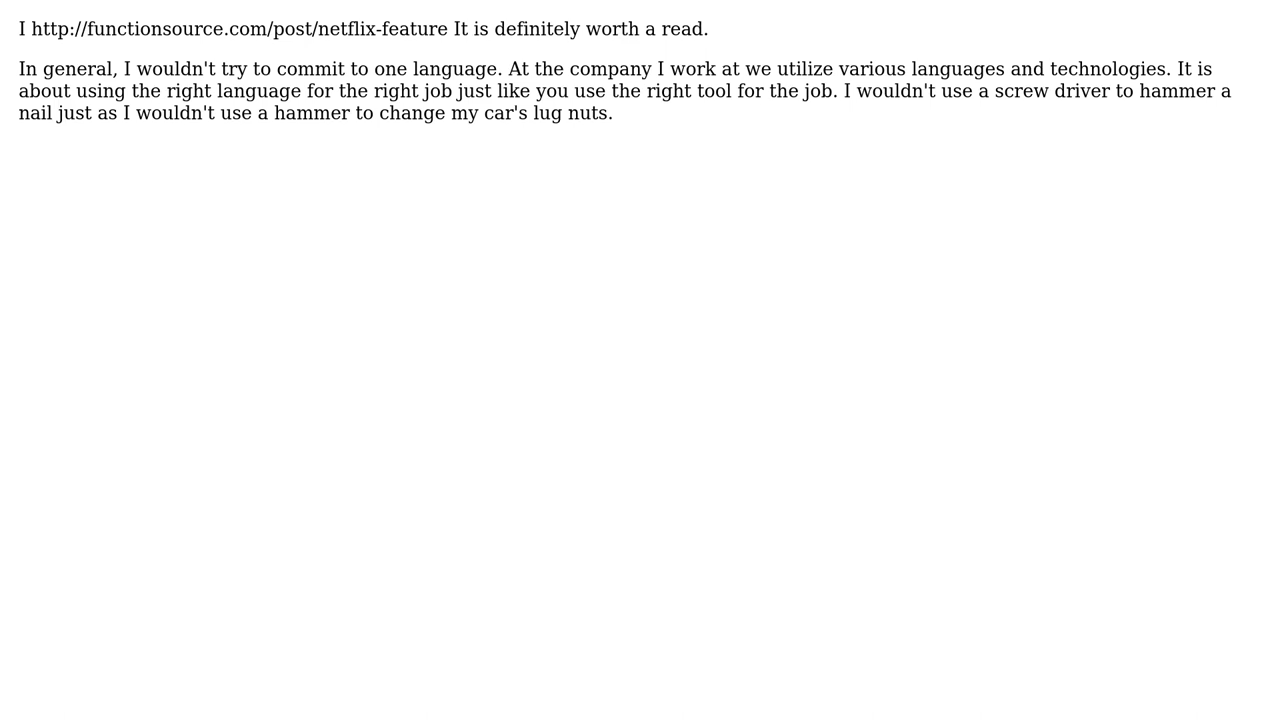 I http://functionsource.com/post/netflix-feature It is definitely worth a read.
In general, I wouldn't try to commit to one language. At the company I work at we utilize various languages and technologies. It is
about using the right language for the right job just like you use the right tool for the job. I wouldn't use a screw driver to hammer a
nail just as I wouldn't use a hammer to change my car's lug nuts.